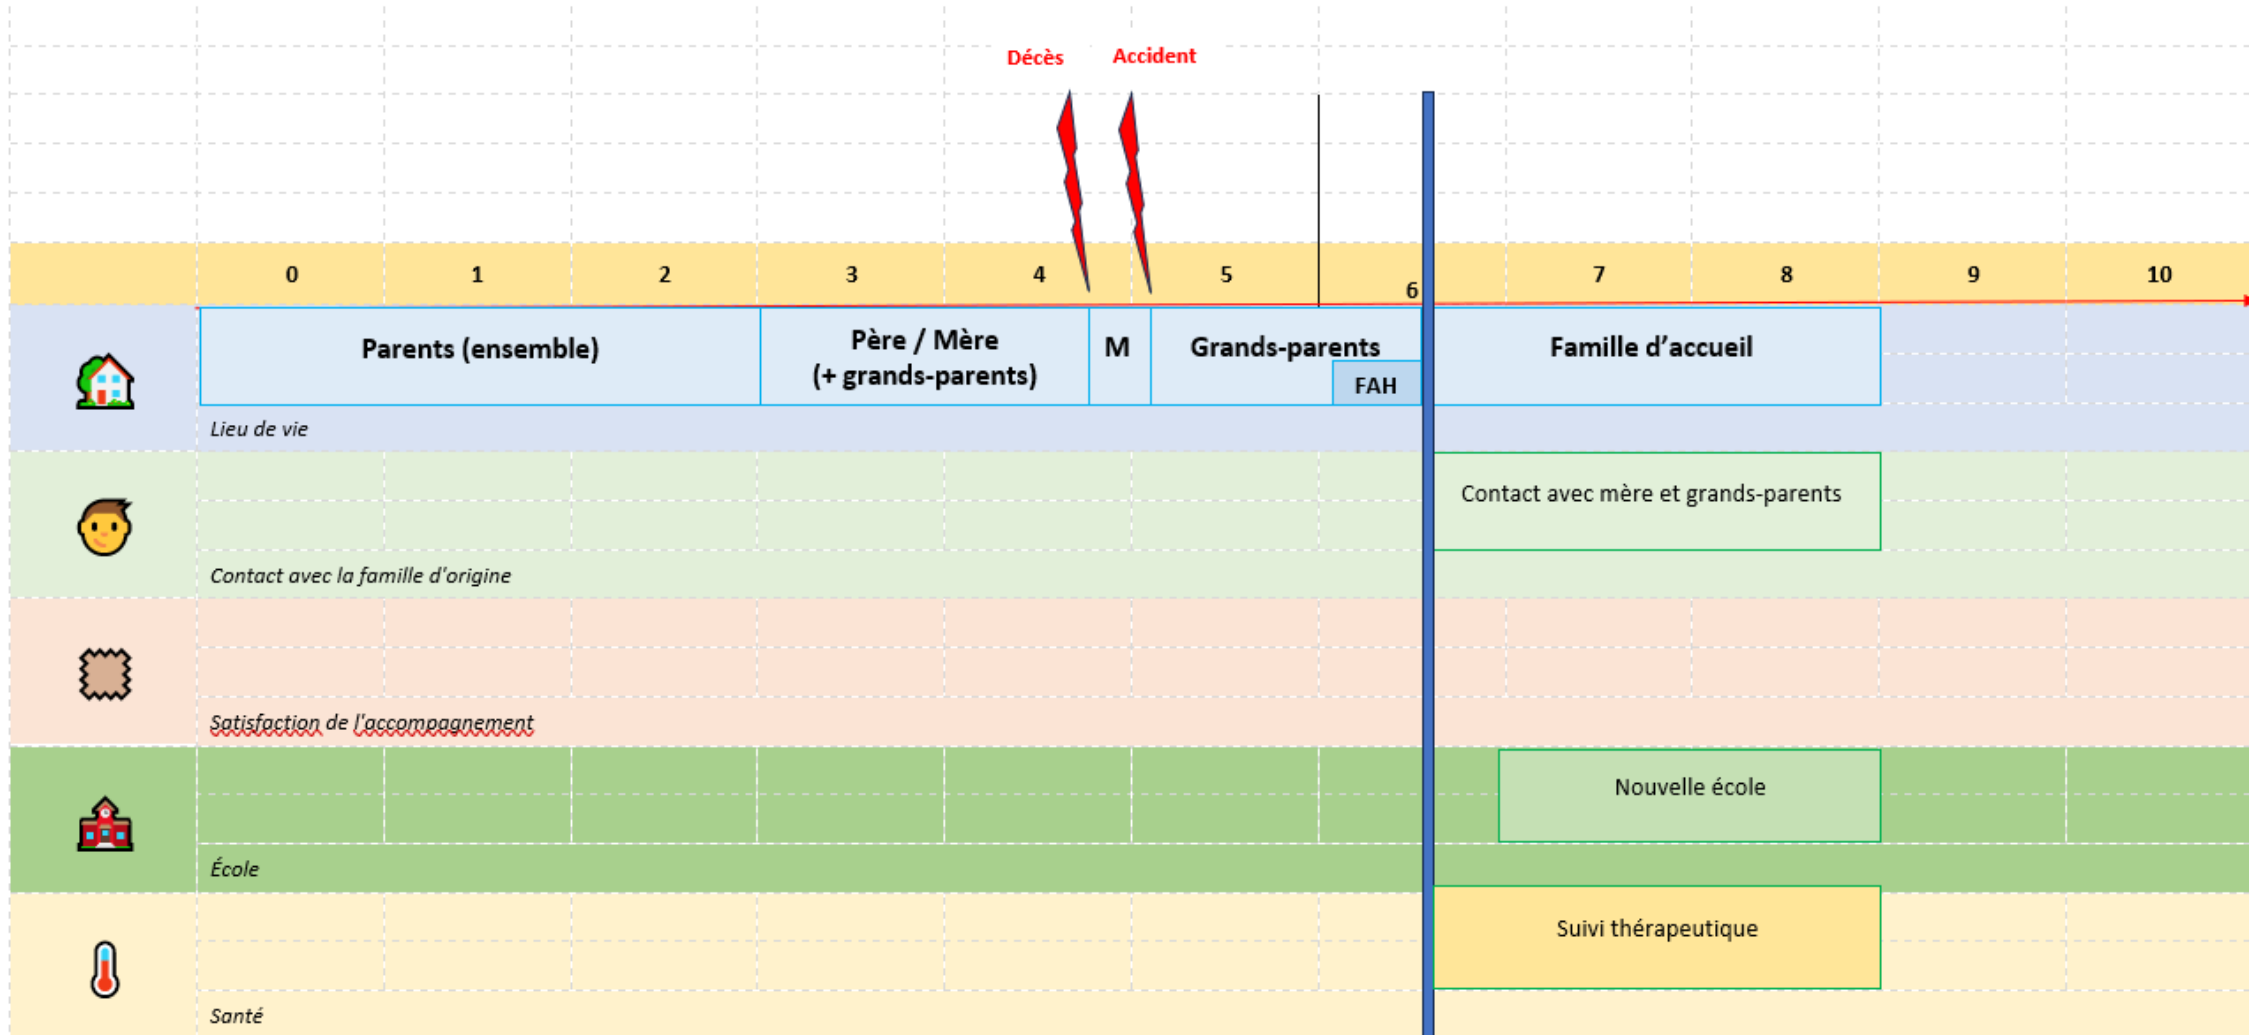 Décès
Accident
0 1 2 3 4 5 6 7 8 9 10
Parents (ensemble)
Père / Mère
(+ grands-parents)
M
Grands-parents
FAH
Famille d’accueil
Lieu de vie
Contact avec mère et grands-parents
Contact avec la famille d'origine
Satisfaction de l'accompagnement
Nouvelle école
École
Suivi thérapeutique
Santé